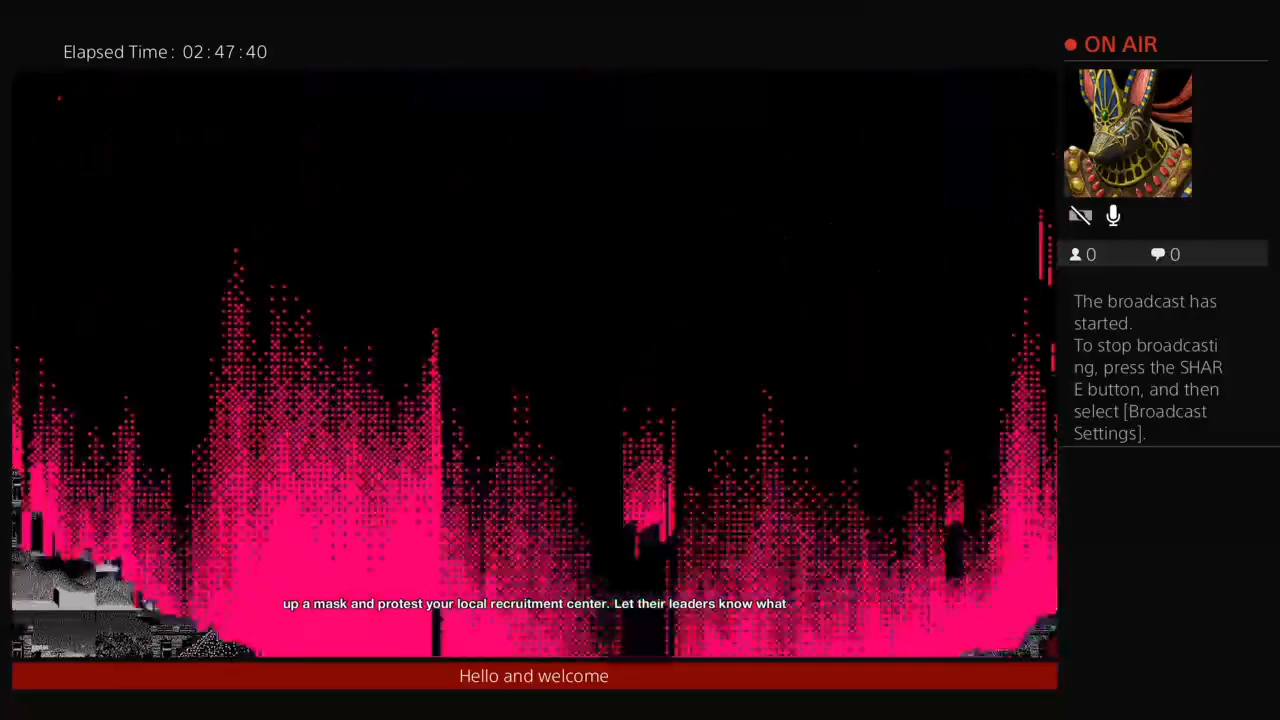 Elapsed Time: 02:47:40
ON AIR
0 0
The broadcast has
started.
To stop broadcasti
ng, press the SHAR
E button, and then
select [Broadcast
Settings].
up a mask and protest your local recruitment center. Let their leaders know what
Hello and welcome